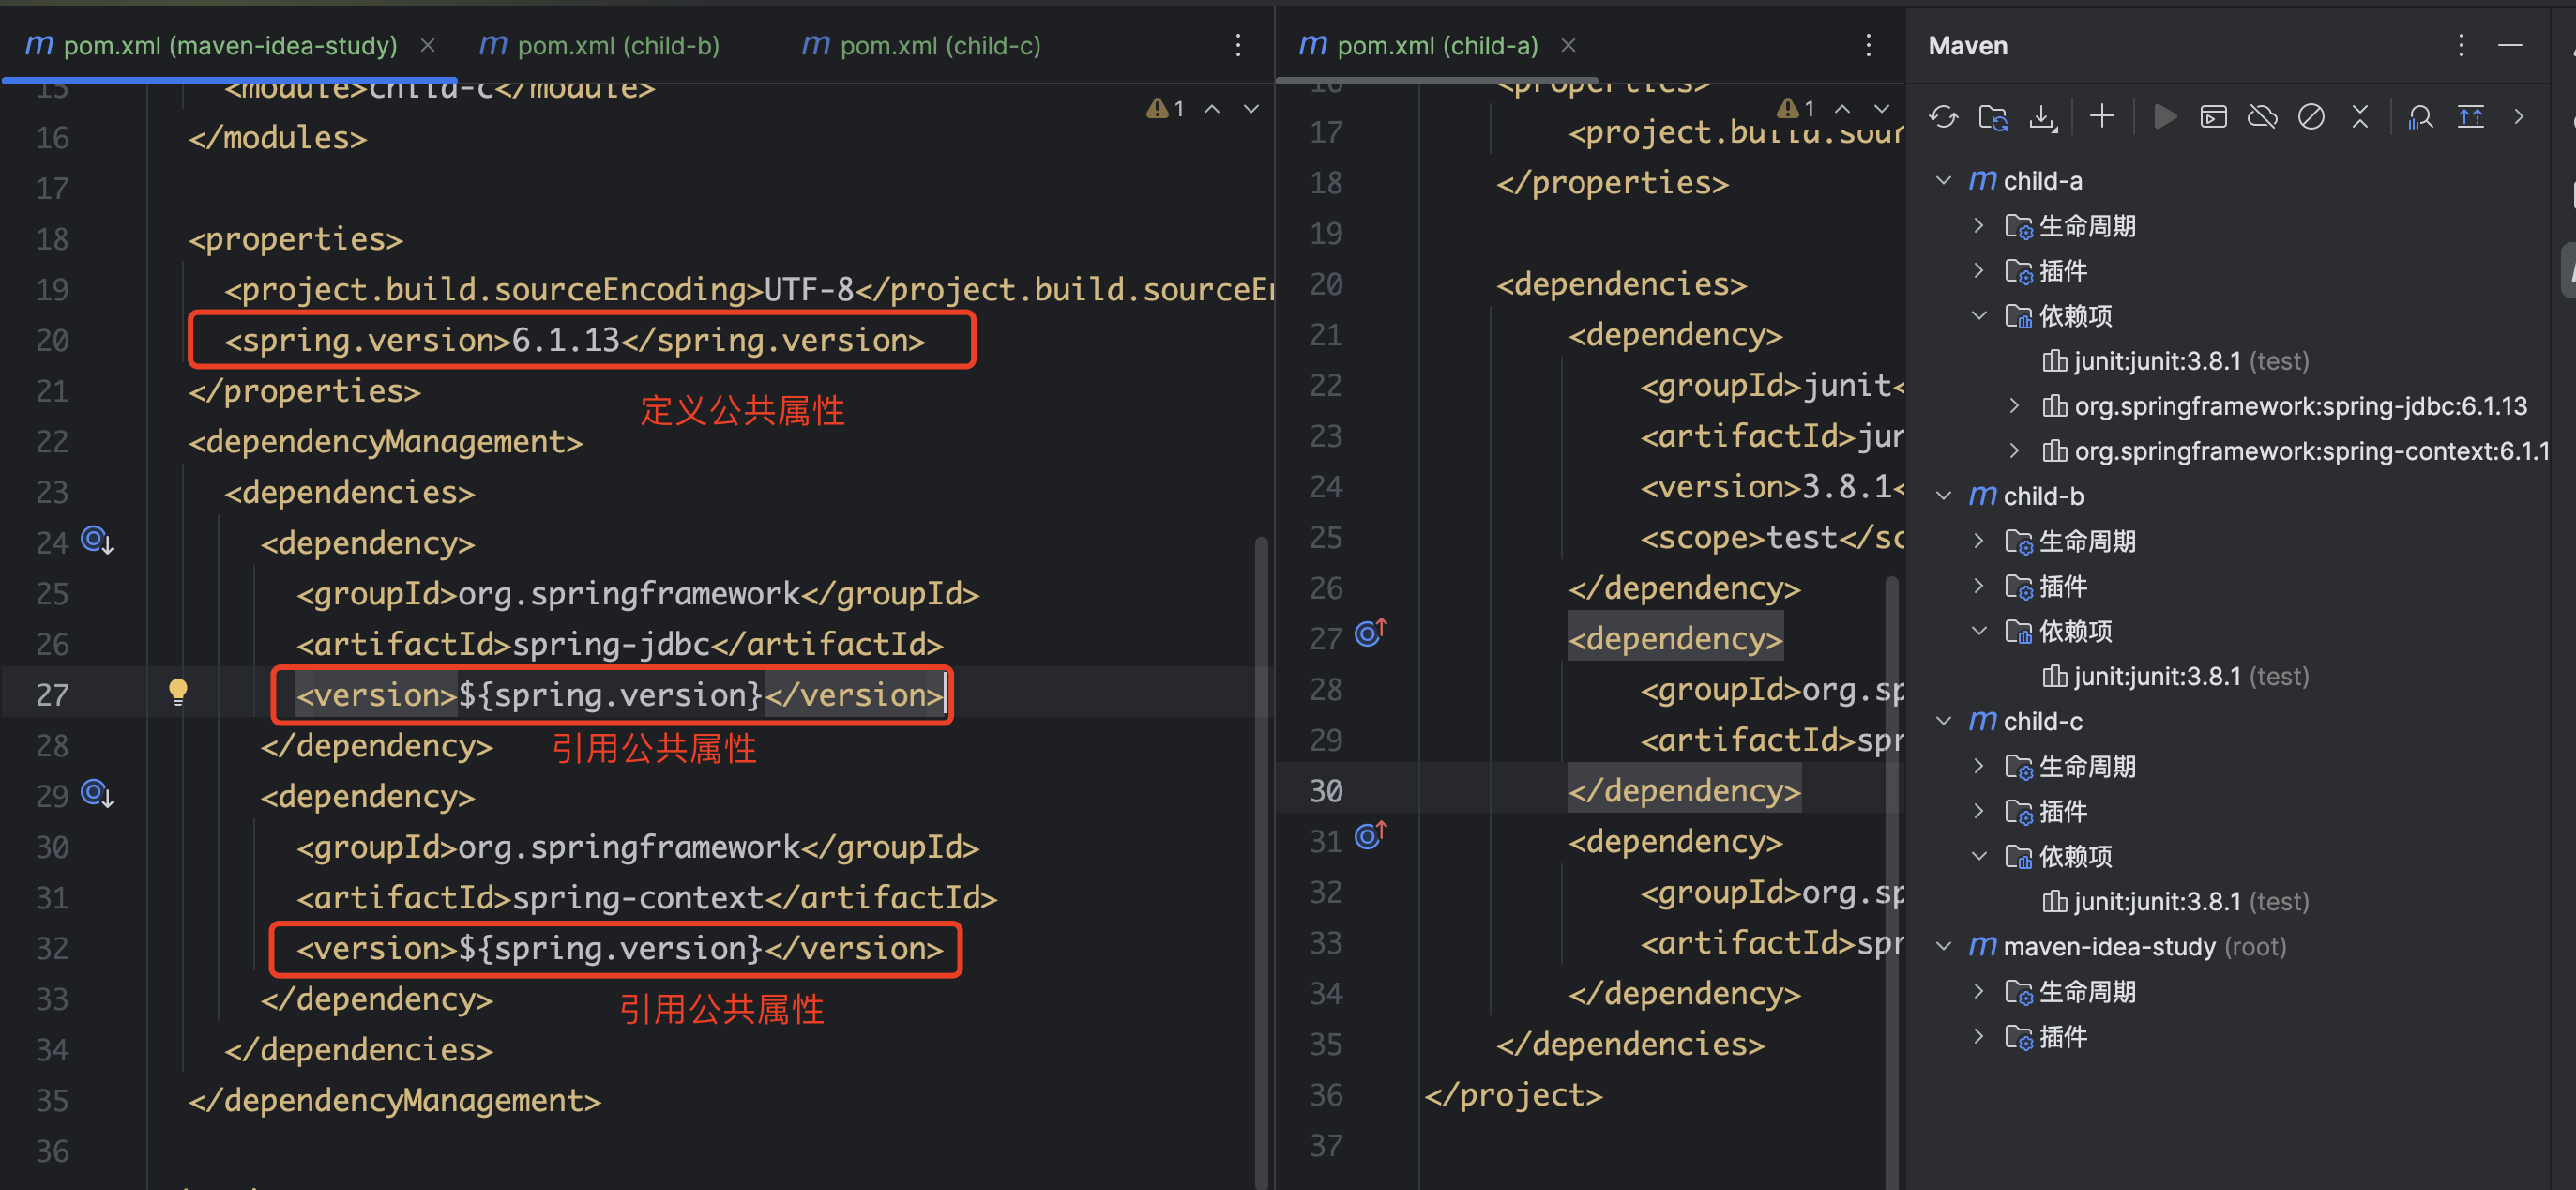 pom.xml (maven-idea-study)
pom.xml (child-b)
pom.xml (child-c)
1
15 <module>child-c</module>
16 </modules>
17
18 <properties>
19 <project.build.sourceEncoding>UTF-8</project.build.sourceEn
20 <spring.version>6.1.13</spring.version>
21 </properties>
定义公共属性
22 <dependencyManagement>
23 <dependencies>
24 <dependency>
25 <groupId>org.springframework</groupId>
26 <artifactId>spring-jdbc</artifactId>
27 <version>${spring.version}</version>
28 </dependency>
引用公共属性
29 <dependency>
30 <groupId>org.springframework</groupId>
31 <artifactId>spring-context</artifactId>
32 <version>${spring.version}</version>
33 </dependency>
引用公共属性
34 </dependencies>
35 </dependencyManagement>
36
pom.xml (child-a)
1
16 <properties>
17 <project.build.sour
18 </properties>
19
20 <dependencies>
21 <dependency>
22 <groupId>junit<
23 <artifactId>jun
24 <version>3.8.1<
25 <scope>test</sc
26 </dependency>
27 <dependency>
28 <groupId>org.sp
29 <artifactId>spr
30 </dependency>
31 <dependency>
32 <groupId>org.sp
33 <artifactId>spr
34 </dependency>
35 </dependencies>
36 </project>
37
Maven
child-a
生命周期
插件
依赖项
junit:junit:3.8.1 (test)
org.springframework:spring-jdbc:6.1.13
org.springframework:spring-context:6.1.1
child-b
生命周期
插件
依赖项
junit:junit:3.8.1 (test)
child-c
生命周期
插件
依赖项
junit:junit:3.8.1 (test)
maven-idea-study (root)
生命周期
插件